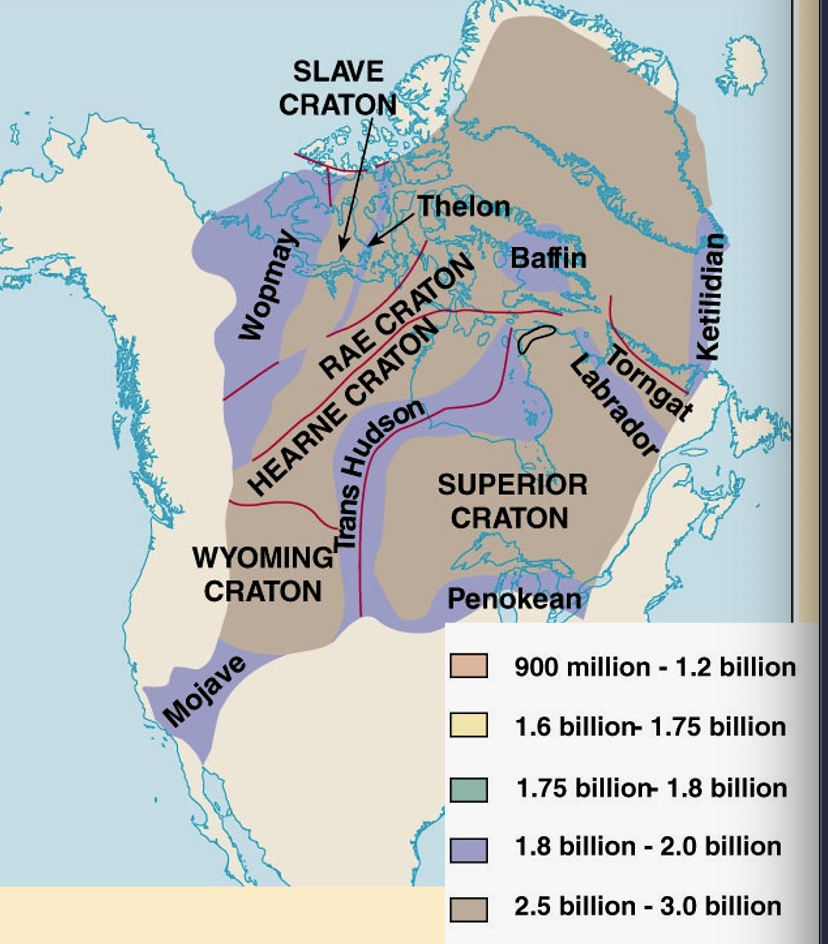 SLAVE
CRATON
Thelon
Wopmay
Baffin
Ketilidian
RAE CRATON
HEARNE CRATON
Torngat
Labrador
Trans Hudson
SUPERIOR
CRATON
WYOMING
CRATON
Penokean
Mojave
900 million - 1.2 billion
1.6 billion- 1.75 billion
1.75 billion- 1.8 billion
1.8 billion - 2.0 billion
2.5 billion - 3.0 billion